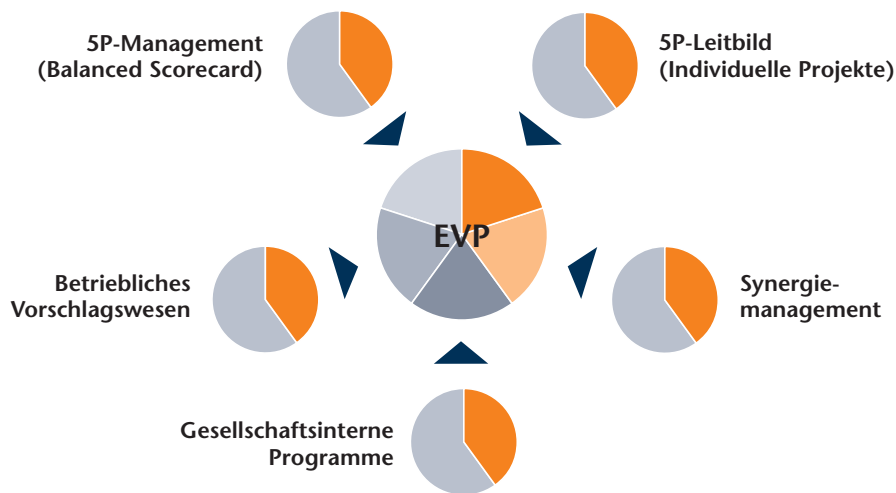 5P-Management
(Balanced Scorecard)
5P-Leitbild
(Individuelle Projekte)
EVP
Betriebliches
Vorschlagswesen
Synergie-
management
Gesellschaftsinterne
Programme